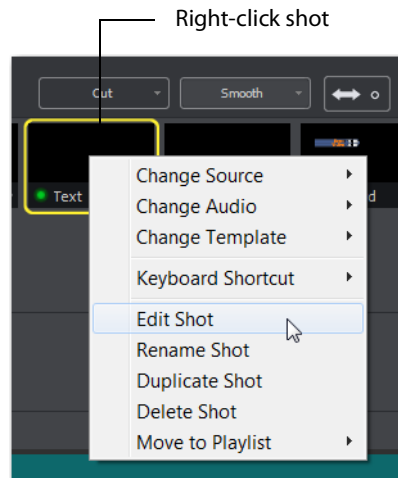 Right-click shot
Cut
Smooth
Text
d
Change Source
Change Audio
Change Template
Keyboard Shortcut
Edit Shot
Rename Shot
Duplicate Shot
Delete Shot
Move to Playlist